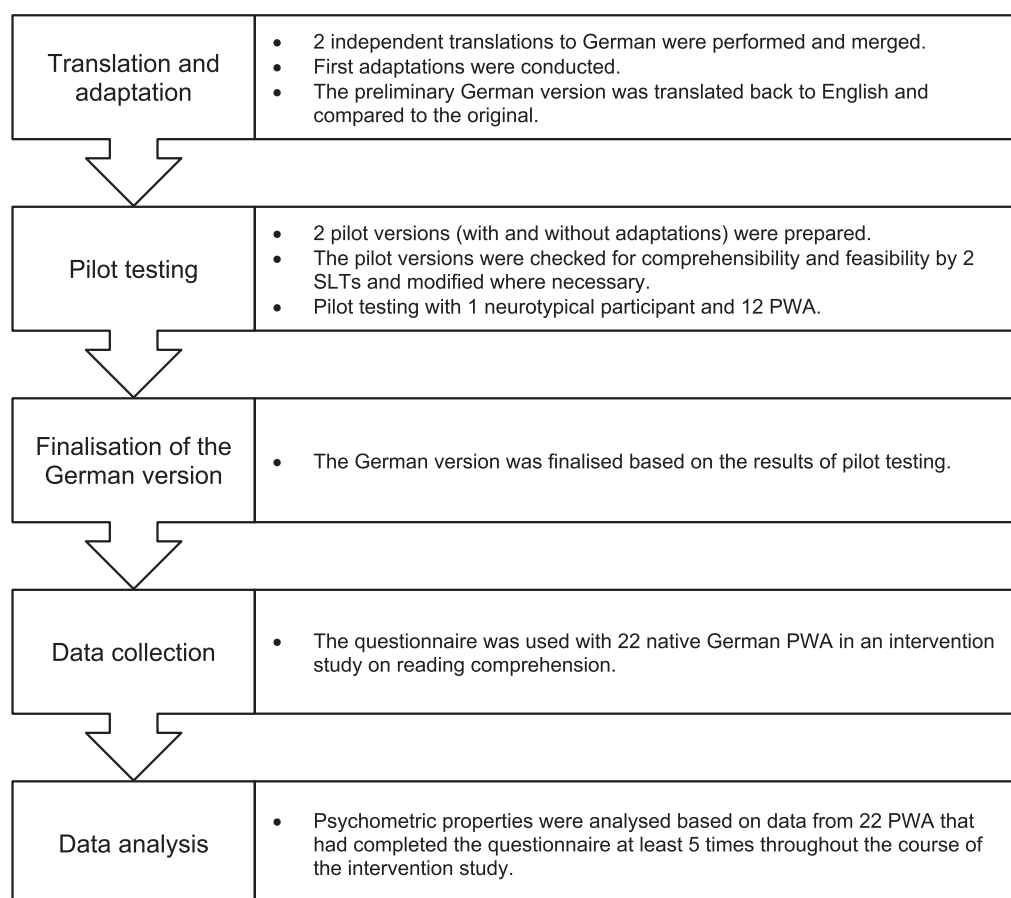 Translation and
adaptation
• 2 independent translations to German were performed and merged.
• First adaptations were conducted.
• The preliminary German version was translated back to English and
compared to the original.
Pilot testing
• 2 pilot versions (with and without adaptations) were prepared.
• The pilot versions were checked for comprehensibility and feasibility by 2
SLTs and modified where necessary.
• Pilot testing with 1 neurotypical participant and 12 PWA.
Finalisation of the
German version
• The German version was finalised based on the results of pilot testing.
Data collection
• The questionnaire was used with 22 native German PWA in an intervention
study on reading comprehension.
Data analysis
• Psychometric properties were analysed based on data from 22 PWA that
had completed the questionnaire at least 5 times throughout the course of
the intervention study.